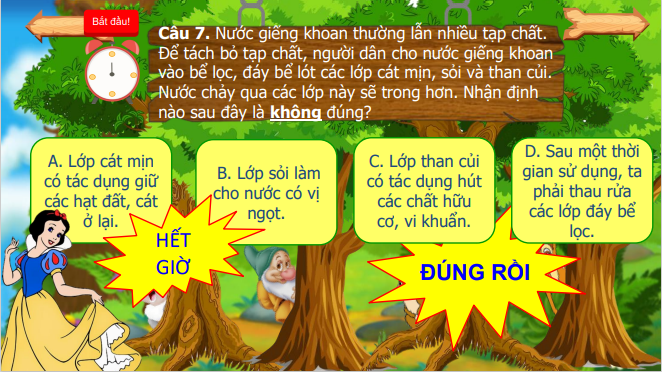 Bắt đầu!
Câu 7. Nước giếng khoan thường lẫn nhiều tạp chất.
Để tách bỏ tạp chất, người dân cho nước giếng khoan
vào bể lọc, đáy bể lót các lớp cát mịn, sỏi và than củi.
Nước chảy qua các lớp này sẽ trong hơn. Nhận định
nào sau đây là không đúng?
A. Lớp cát mịn
có tác dụng giữ
các hạt đất, cát
ở lại.
B. Lớp sỏi làm
cho nước có vị
ngọt.
C. Lớp than củi
có tác dụng hút
các chất hữu
cơ, vi khuẩn.
D. Sau một thời
gian sử dụng, ta
phải thau rửa
các lớp đáy bể
lọc.
HẾT
GIỜ
ĐÚNG RỒI